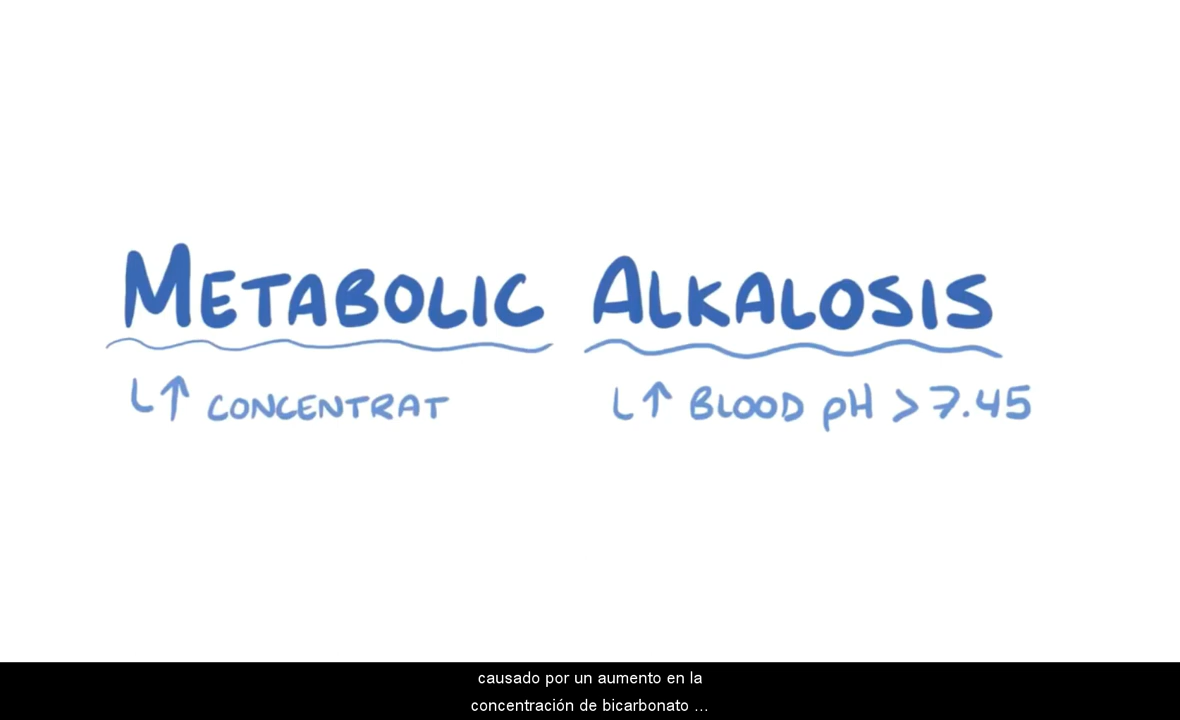 METABOLIC ALKALOSIS
↑ CONCENTRAT ↑ BLOOD pH > 7.45
causado por un aumento en la
concentración de bicarbonato ...